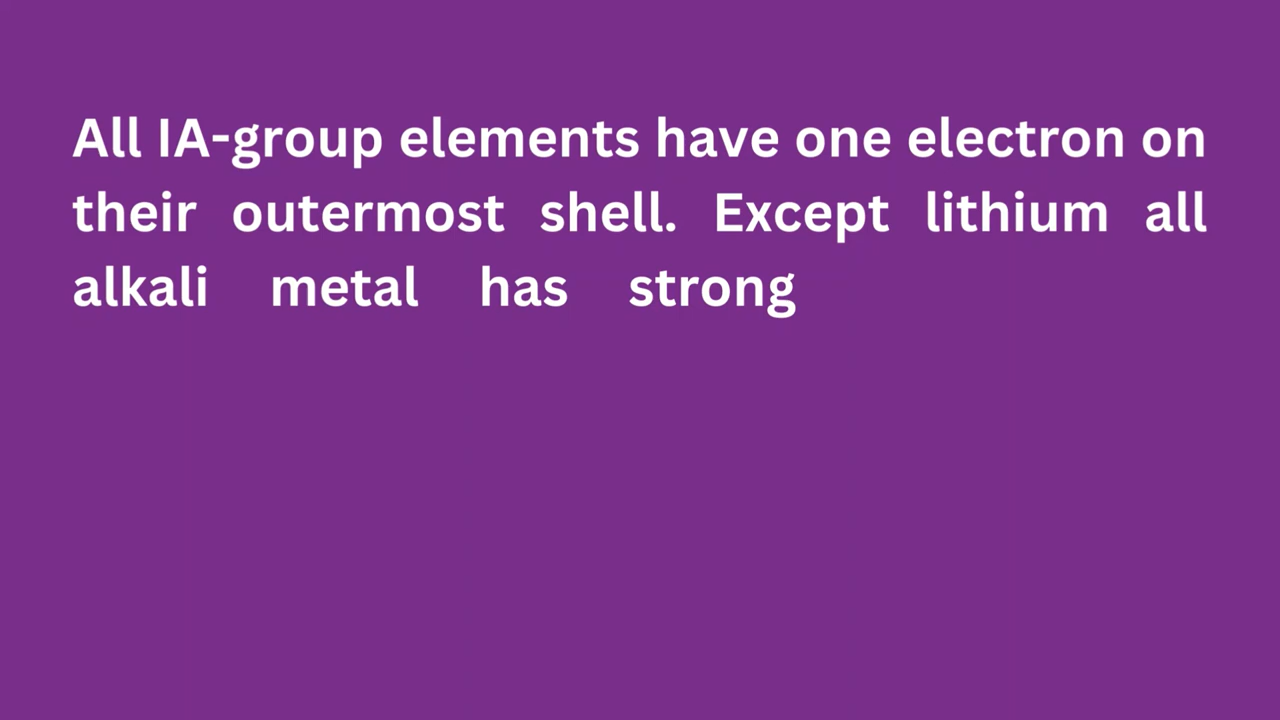 All IA-group elements have one electron on
their outermost shell. Except lithium all
alkali metal has strong